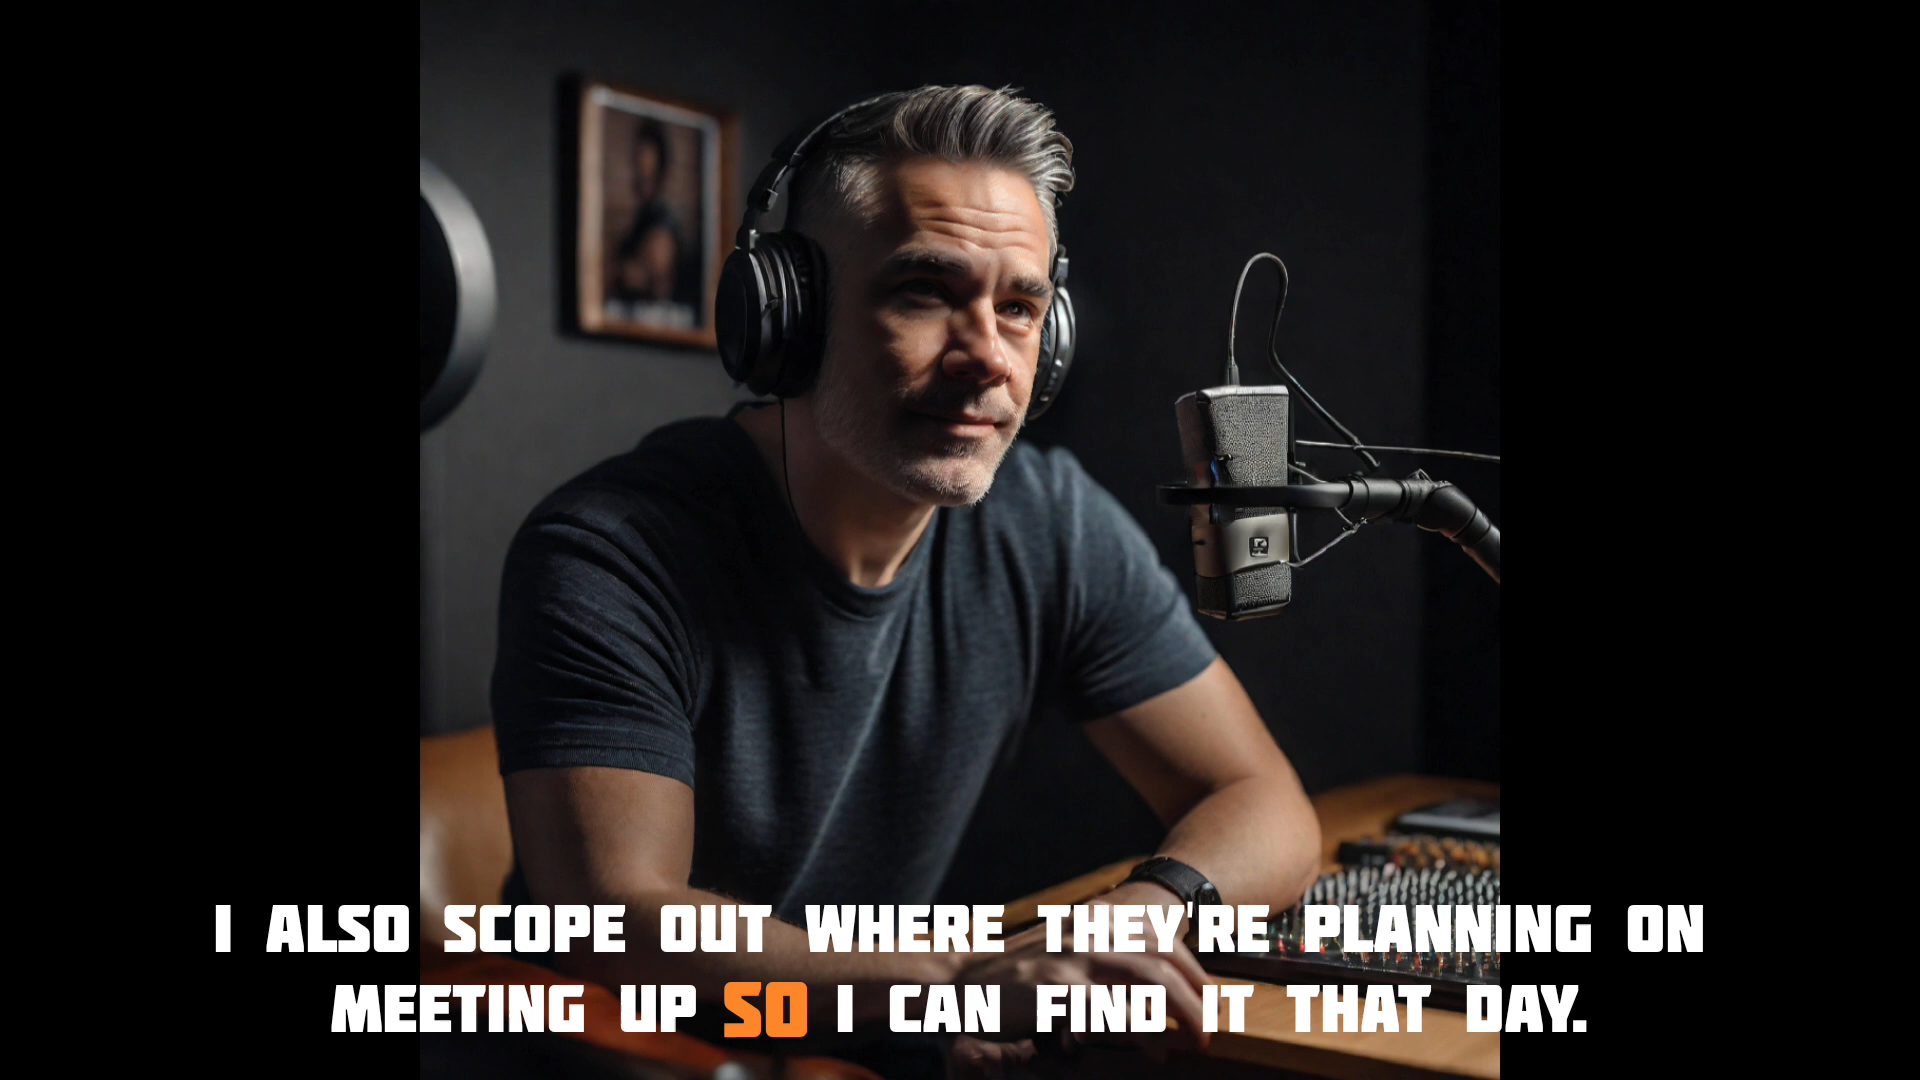 I ALSO SCOPE OUT WHERE THEY'RE PLANNING ON
MEETING UP SO I CAN FIND IT THAT DAY.